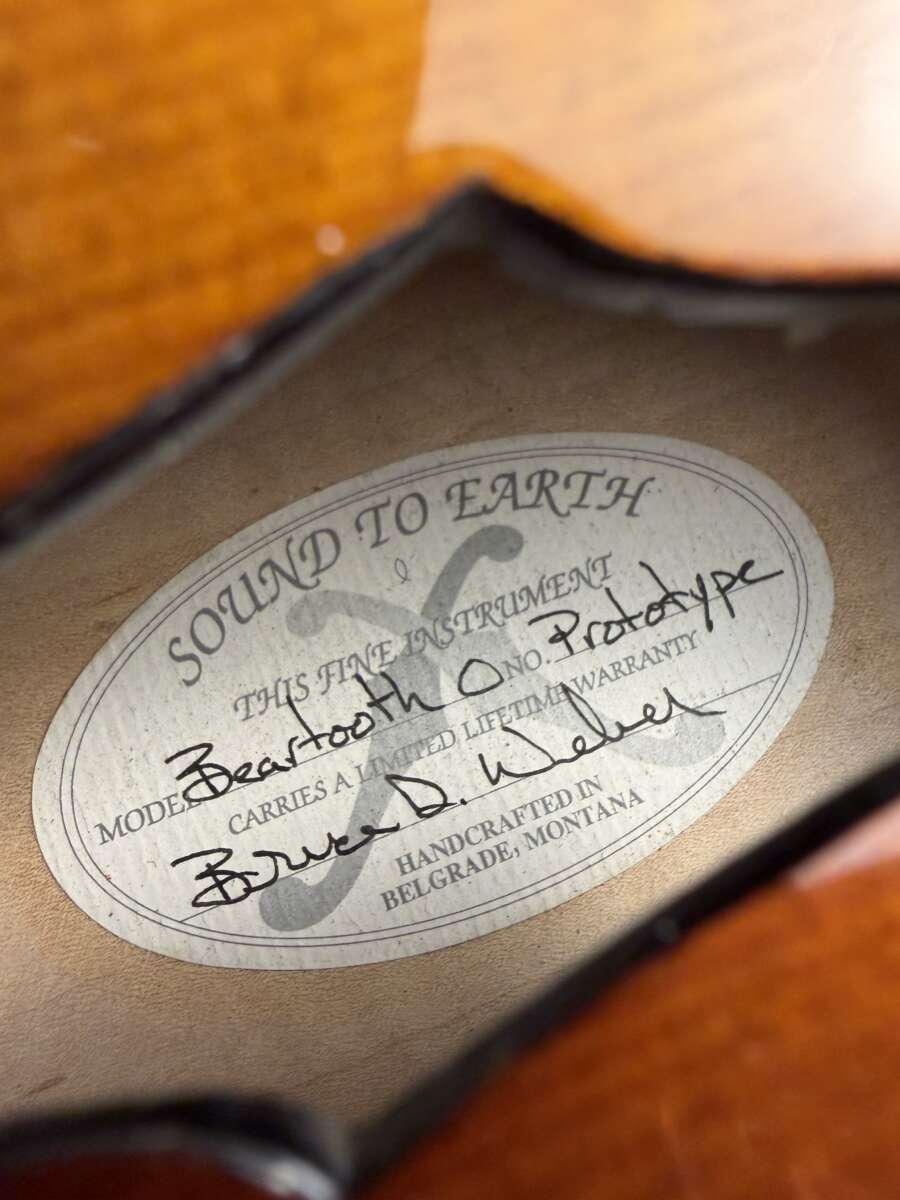 SOUND TO EARTH
THIS FINE INSTRUMENT
MODEL Beartooth O NO. Prototype
CARRIES A LIMITED LIFETIME WARRANTY
Bruce D. Weber
HANDCRAFTED IN
BELGRADE, MONTANA